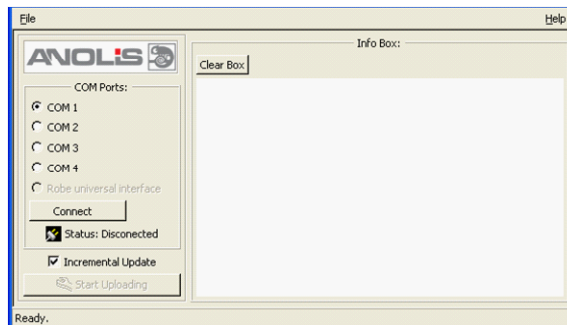 File Help
ANOLIS
COM Ports:
COM 1
COM 2
COM 3
COM 4
Robe universal interface
Connect
Status: Disconected
Incremental Update
Start Uploading
Info Box:
Clear Box
Ready.